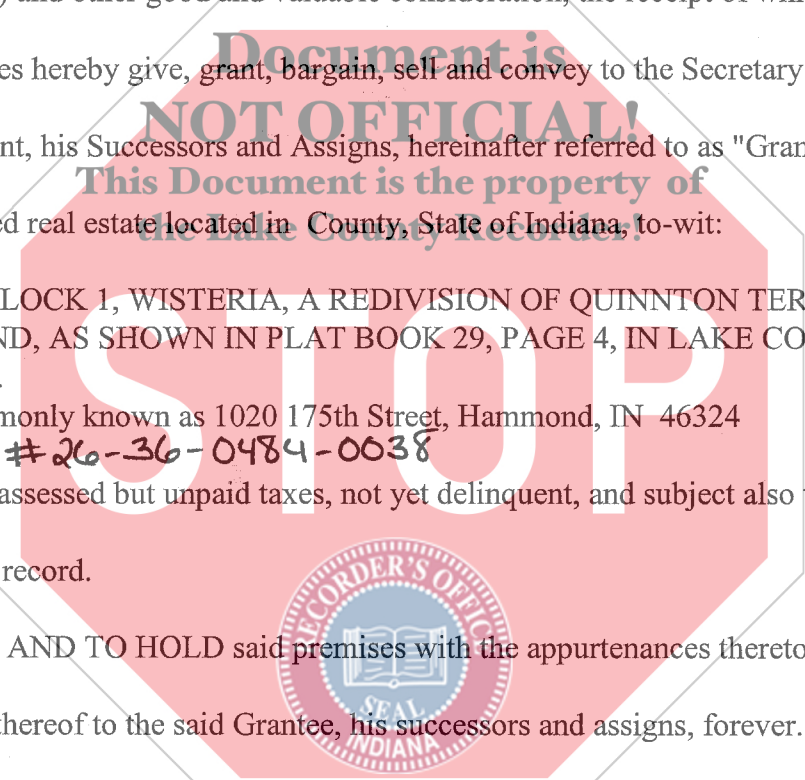 ) and other good and valuable consideration, the receipt of
Document is
es hereby give, grant, bargain, sell and convey to the Secretary
NOT OFFICIAL!
nt, his Successors and Assigns, hereinafter referred to as "Gran
This Document is the property of
ed real estate located in County, State of Indiana, to-wit:
the Lake County Recorder!
LOCK 1, WISTERIA, A REDIVISION OF QUINNTON TER
ND, AS SHOWN IN PLAT BOOK 29, PAGE 4, IN LAKE CO
monly known as 1020 175th Street, Hammond, IN 46324
#26-36-0484-0038
STOP
assessed but unpaid taxes, not yet delinquent, and subject also
record.
RECORDER'S OFFICE
AND TO HOLD said premises with the appurtenances thereto
SEAL
thereof to the said Grantee, his successors and assigns, forever.
INDIANA